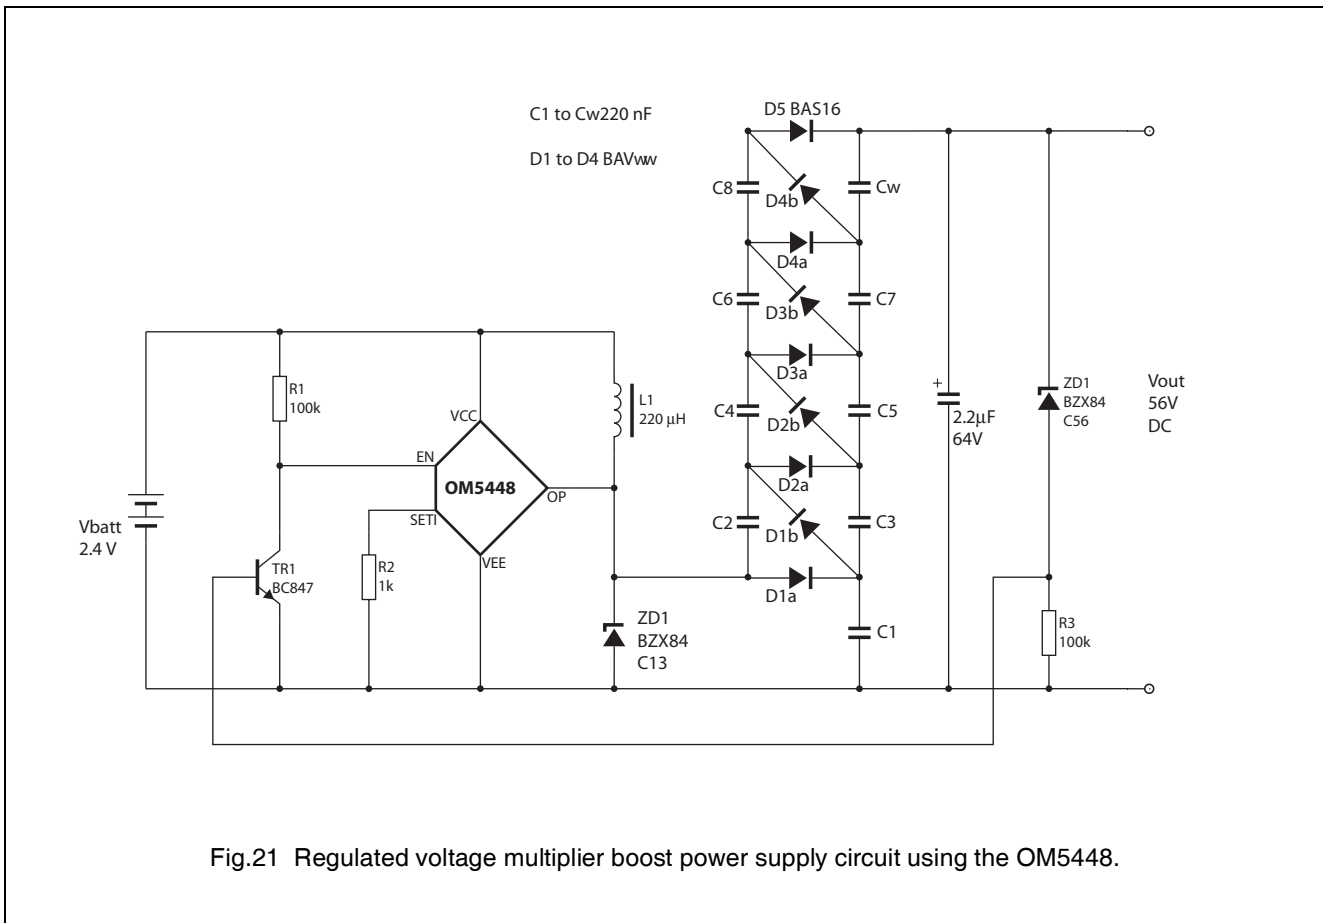 C1 to Cw220 nF
D1 to D4 BAVww
D5 BAS16
C8
D4b
Cw
D4a
C6
D3b
C7
D3a
C4
D2b
C5
D2a
C2
D1b
C3
D1a
C1
R1
100k
VCC
L1
220 µH
EN
OM5448
OP
SETI
VEE
Vbatt
2.4 V
TR1
BC847
R2
1k
ZD1
BZX84
C13
+
2.2µF
64V
ZD1
BZX84
C56
Vout
56V
DC
R3
100k
Fig.21 Regulated voltage multiplier boost power supply circuit using the OM5448.